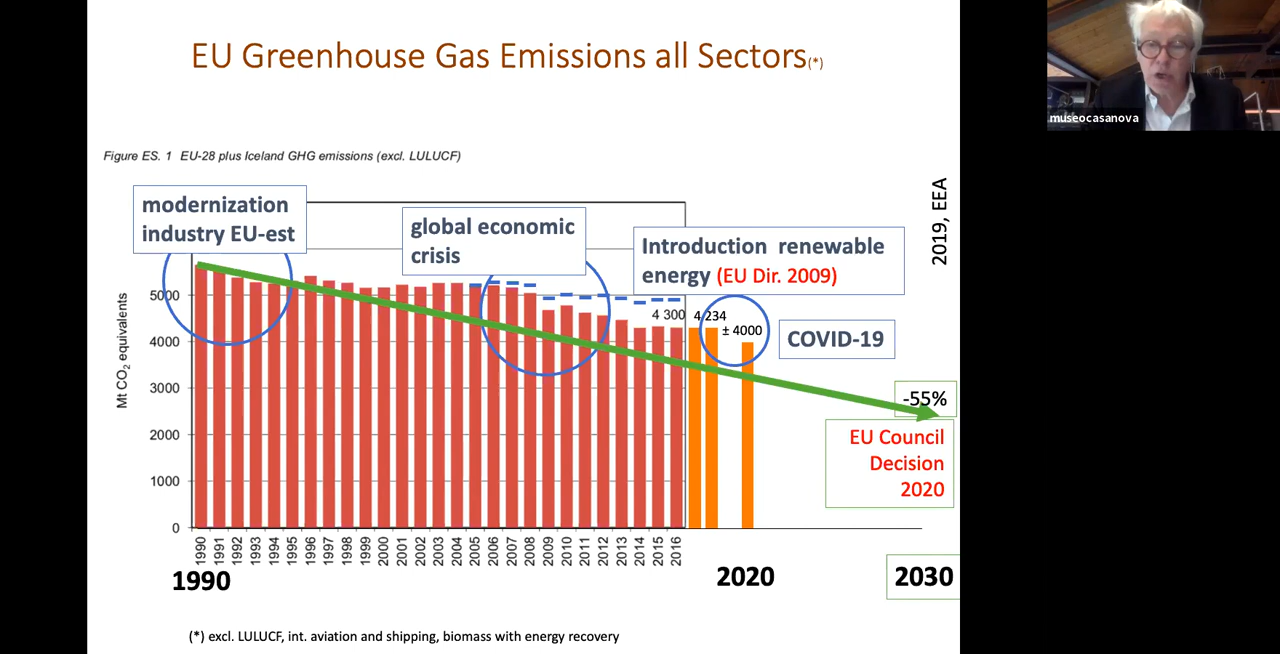 EU Greenhouse Gas Emissions all Sectors(*)
museocasanova
Figure ES. 1 EU-28 plus Iceland GHG emissions (excl. LULUCF)
2019, EEA
modernization
industry EU-est
global economic
crisis
Introduction renewable
energy (EU Dir. 2009)
4 300
4 234
± 4000
COVID-19
-55%
EU Council
Decision
2020
Mt CO2 equivalents
5000
4000
3000
2000
1000
0
1990 1991 1992 1993 1994 1995 1996 1997 1998 1999 2000 2001 2002 2003 2004 2005 2006 2007 2008 2009 2010 2011 2012 2013 2014 2015 2016
1990
2020
2030
(*) excl. LULUCF, int. aviation and shipping, biomass with energy recovery